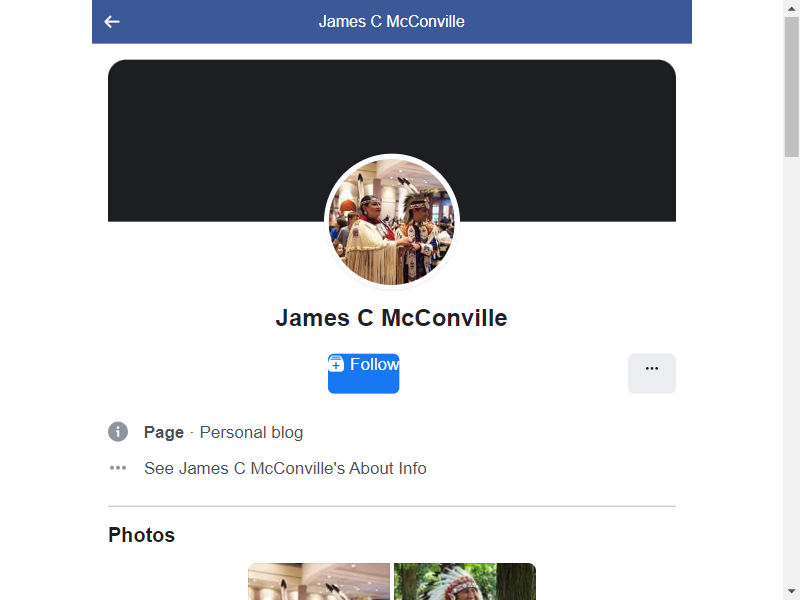 James C McConville
James C McConville
Follow
Page · Personal blog
See James C McConville's About Info
Photos